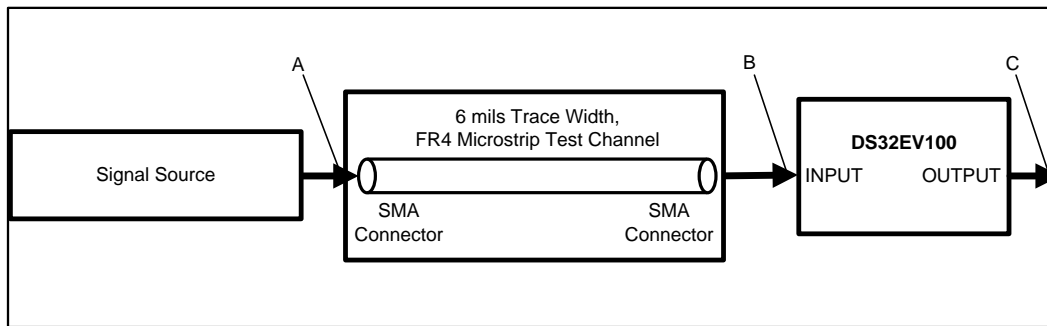 A
B
C
6 mils Trace Width,
FR4 Microstrip Test Channel
Signal Source
SMA
Connector
SMA
Connector
DS32EV100
INPUT
OUTPUT